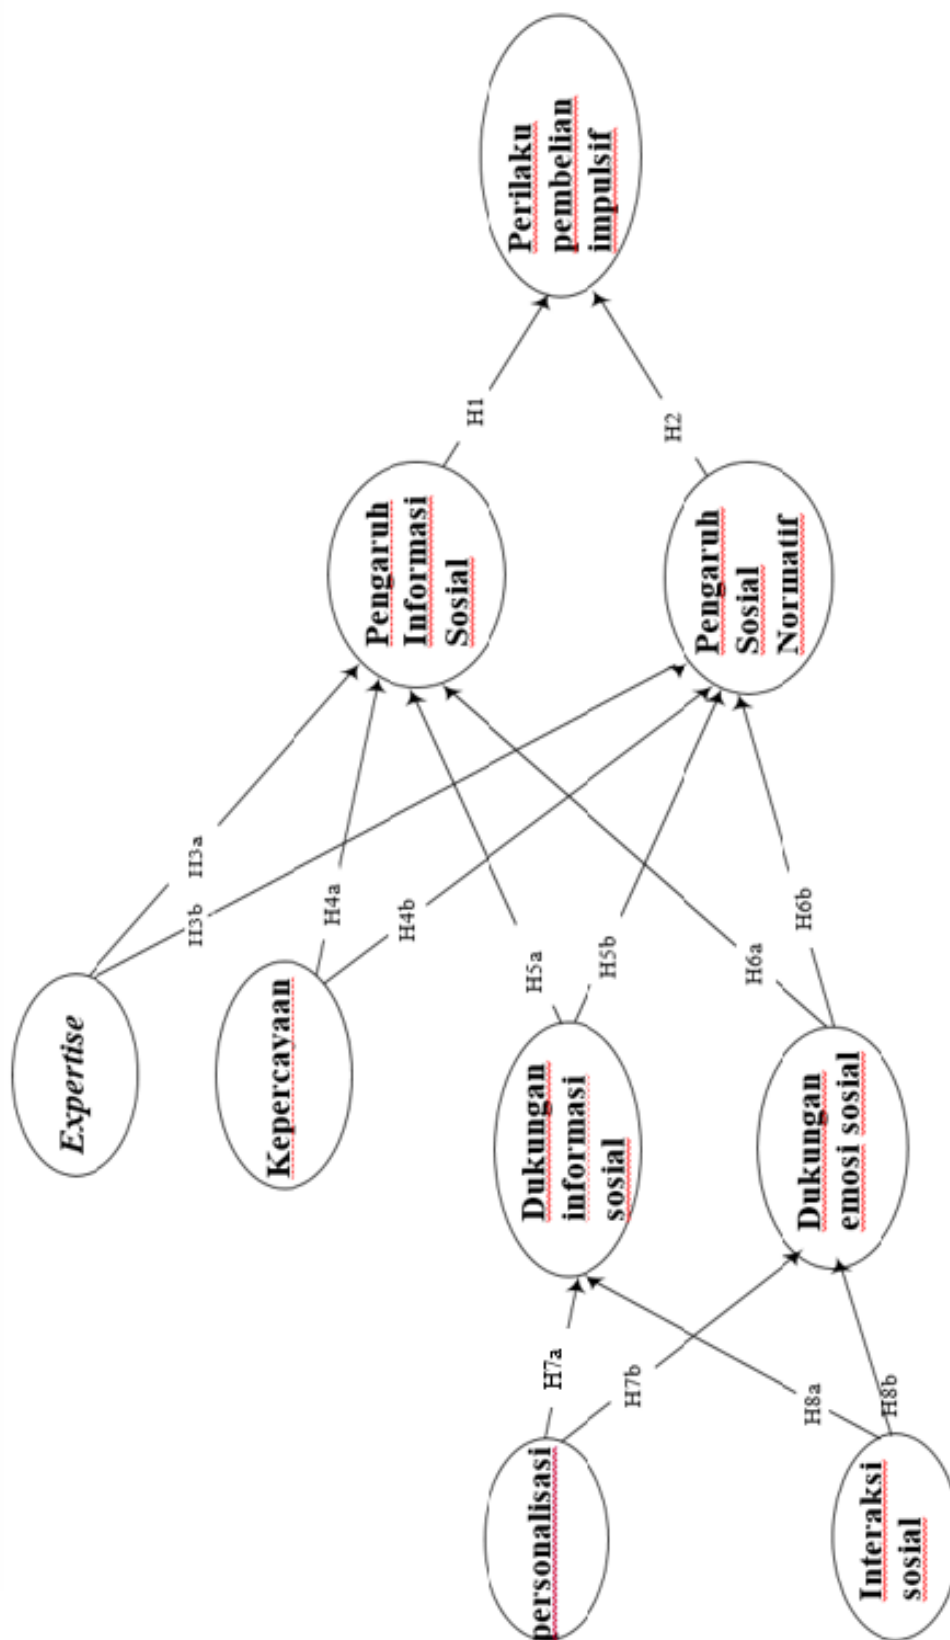 Expertise
Kepercayaan
personalisasi
Dukungan
informasi
sosial
Interaksi
sosial
Dukungan
emosi sosial
H7a
H7b
H8a
H8b
H3a
H3b
H4a
H4b
H5a
H5b
H6a
H6b
Pengaruh
Informasi
Sosial
Pengaruh
Sosial
Normatif
H1
H2
Perilaku
pembelian
impulsif